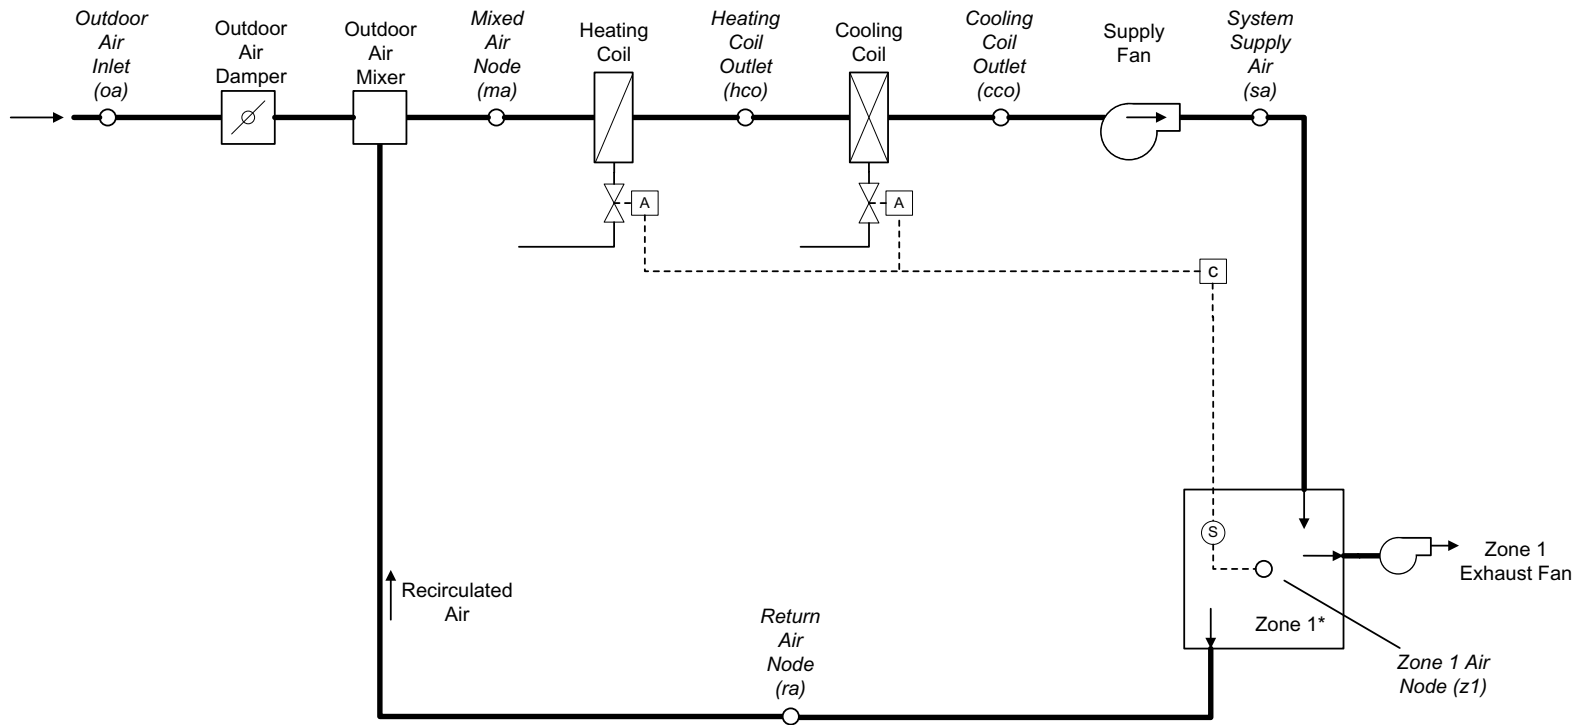 Outdoor
Air
Inlet
(oa)
Outdoor
Air
Damper
Outdoor
Air
Mixer
Mixed
Air
Node
(ma)
Heating
Coil
Heating
Coil
Outlet
(hco)
Cooling
Coil
Cooling
Coil
Outlet
(cco)
Supply
Fan
System
Supply
Air
(sa)
A
A
C
S
Zone 1
Exhaust Fan
Recirculated
Air
Zone 1*
Return
Air
Node
(ra)
Zone 1 Air
Node (z1)